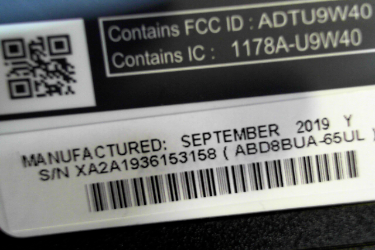 Contains FCC ID : ADTU9W40
Contains IC : 1178A-U9W40
MANUFACTURED: SEPTEMBER 2019 Y
S/N XA2A1936153158 ( ABD8BUA-65UL )